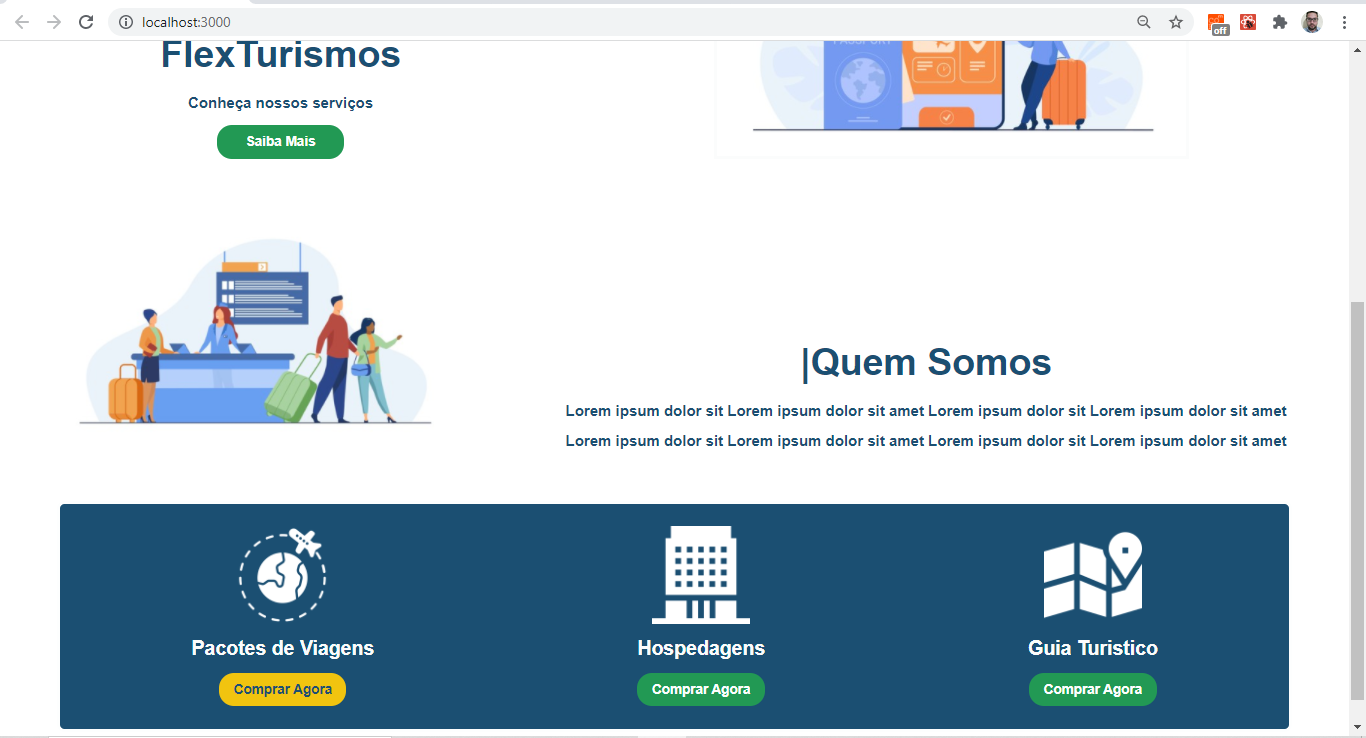 localhost:3000
off
FlexTurismos
PASSPORT
Conheça nossos serviços
Saiba Mais
|Quem Somos
Lorem ipsum dolor sit Lorem ipsum dolor sit amet Lorem ipsum dolor sit Lorem ipsum dolor sit amet
Lorem ipsum dolor sit Lorem ipsum dolor sit amet Lorem ipsum dolor sit Lorem ipsum dolor sit amet
Pacotes de Viagens
Hospedagens
Guia Turistico
Comprar Agora
Comprar Agora
Comprar Agora